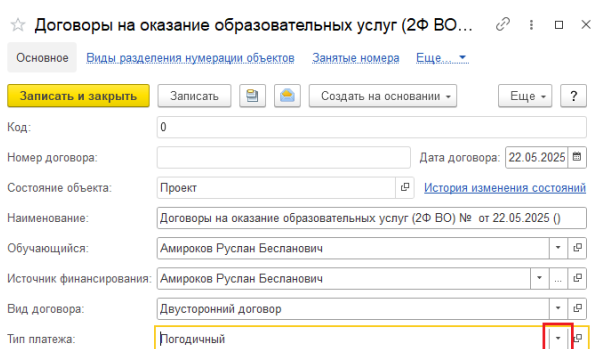 Договоры на оказание образовательных услуг (2Ф ВО...
Основное Виды разделения нумерации объектов Занятые номера Еще...
Записать и закрыть Записать Создать на основании Еще ?
Код: 0
Номер договора: Дата договора: 22.05.2025
Состояние объекта: Проект История изменения состояний
Наименование: Договоры на оказание образовательных услуг (2Ф ВО) № от 22.05.2025 ()
Обучающийся: Амироков Руслан Бесланович
Источник финансирования: Амироков Руслан Бесланович ...
Вид договора: Двусторонний договор
Тип платежа: Погодичный